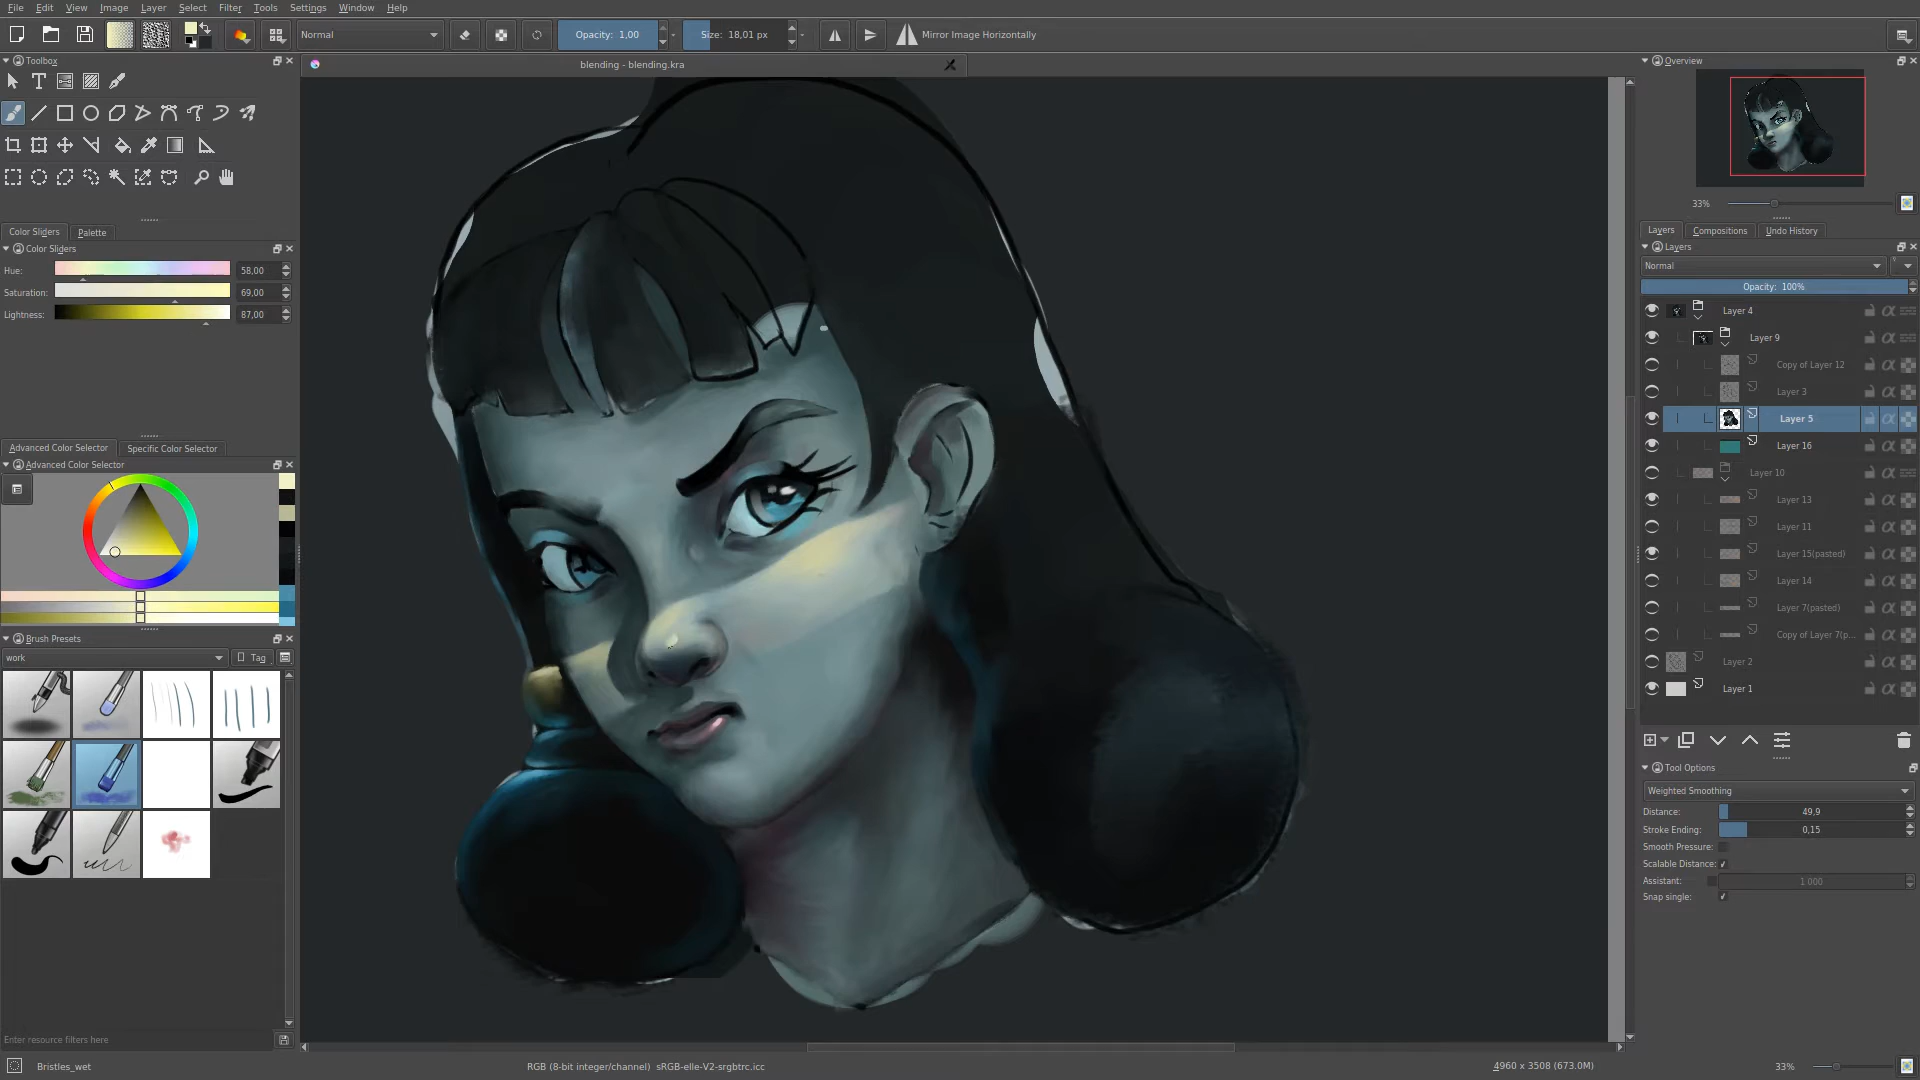 File Edit View Image Layer Select Filter Tools Settings Window Help
Normal Opacity: 1,00 Size: 18,01 px Mirror Image Horizontally
Toolbox
blending - blending.kra
Overview
33%
Color Sliders Palette
Color Sliders
Hue: 58,00
Saturation: 69,00
Lightness: 87,00
Layers Compositions Undo History
Layers
Normal
Opacity: 100%
Layer 4
Layer 9
Copy of Layer 12
Layer 3
Layer 5
Layer 16
Layer 10
Layer 13
Layer 11
Layer 15(pasted)
Layer 14
Layer 7(pasted)
Copy of Layer 7(p...
Layer 2
Layer 1
Advanced Color Selector Specific Color Selector
Advanced Color Selector
Brush Presets
work Tag
Tool Options
Weighted Smoothing
Distance: 49,9
Stroke Ending: 0,15
Smooth Pressure:
Scalable Distance:
Assistant: 1 000
Snap single:
Enter resource filters here
Bristles_wet
RGB (8-bit integer/channel) sRGB-elle-V2-srgbtrc.icc
4960 x 3508 (673.0M)
33%